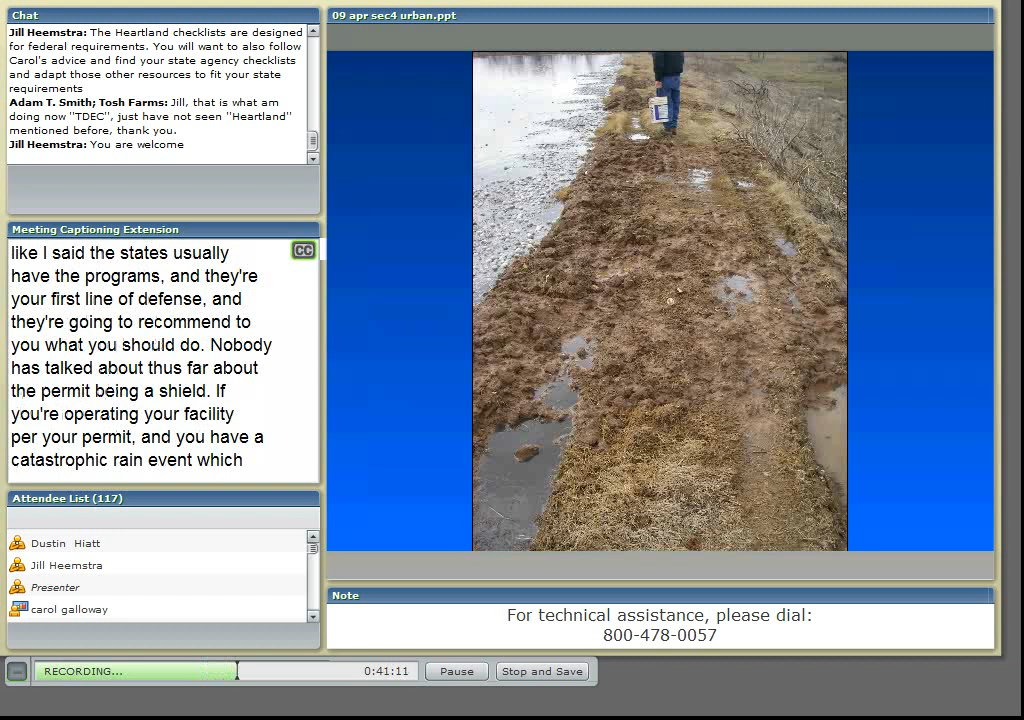 Chat
Jill Heemstra: The Heartland checklists are designed
for federal requirements. You will want to also follow
Carol's advice and find your state agency checklists
and adapt those other resources to fit your state
requirements
Adam T. Smith; Tosh Farms: Jill, that is what am
doing now "TDEC", just have not seen "Heartland"
mentioned before, thank you.
Jill Heemstra: You are welcome
Meeting Captioning Extension
CC
like I said the states usually
have the programs, and they're
your first line of defense, and
they're going to recommend to
you what you should do. Nobody
has talked about thus far about
the permit being a shield. If
you're operating your facility
per your permit, and you have a
catastrophic rain event which
Attendee List (117)
Dustin Hiatt
Jill Heemstra
Presenter
carol galloway
09 apr sec4 urban.ppt
Note
For technical assistance, please dial:
800-478-0057
RECORDING... 0:41:11 Pause Stop and Save